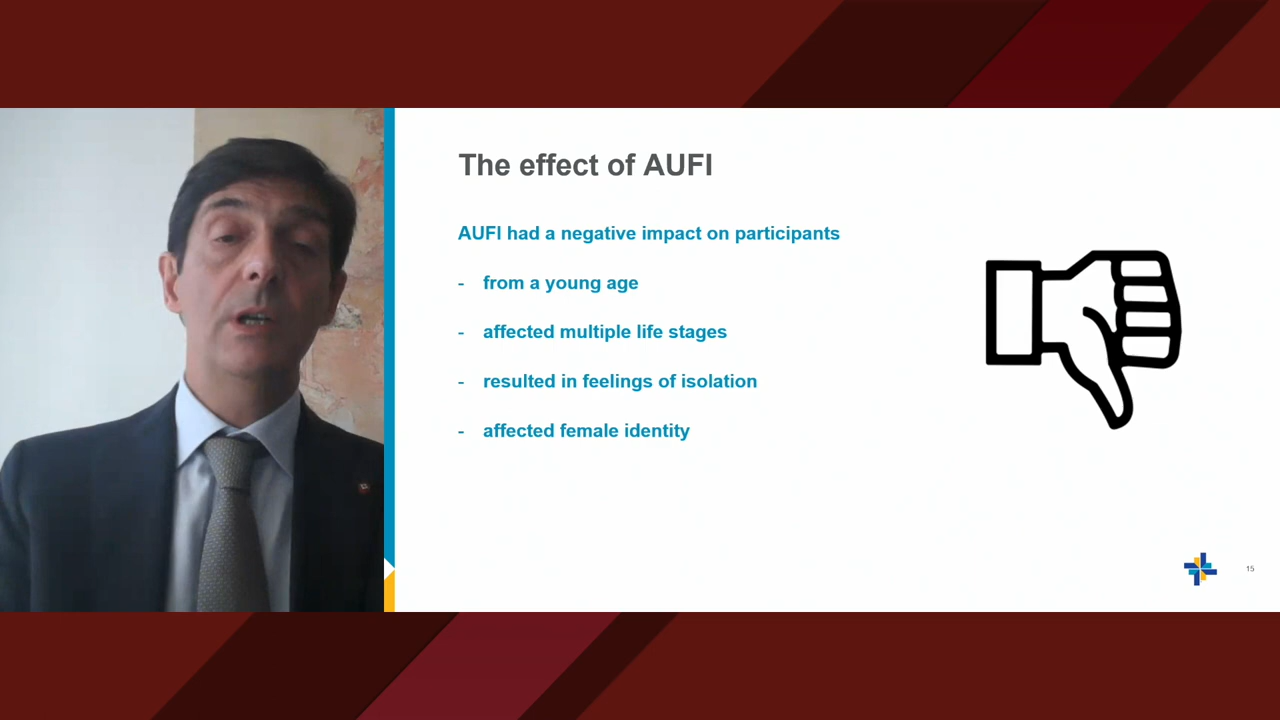 The effect of AUFI
AUFI had a negative impact on participants
- from a young age
- affected multiple life stages
- resulted in feelings of isolation
- affected female identity
15